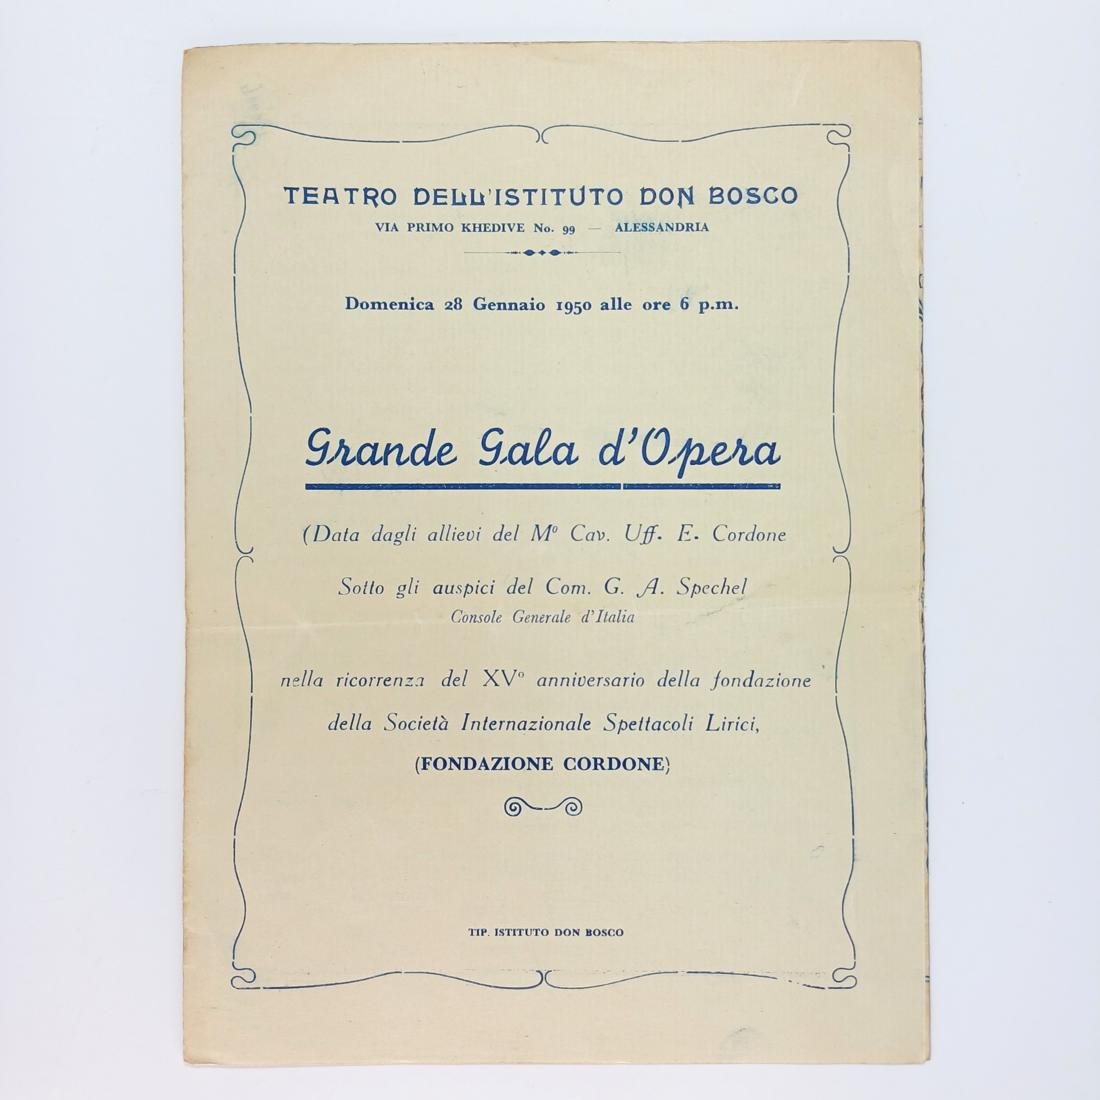 TEATRO DELL'ISTITUTO DON BOSCO
VIA PRIMO KHEDIVE No. 99 — ALESSANDRIA
Domenica 28 Gennaio 1950 alle ore 6 p.m.
Grande Gala d'Opera
(Data dagli allievi del Mº Cav. Uff. E. Cordone
Sotto gli auspici del Com. G. A. Spechel
Console Generale d'Italia
nella ricorrenza del XVº anniversario della fondazione
della Società Internazionale Spettacoli Lirici,
(FONDAZIONE CORDONE)
TIP. ISTITUTO DON BOSCO